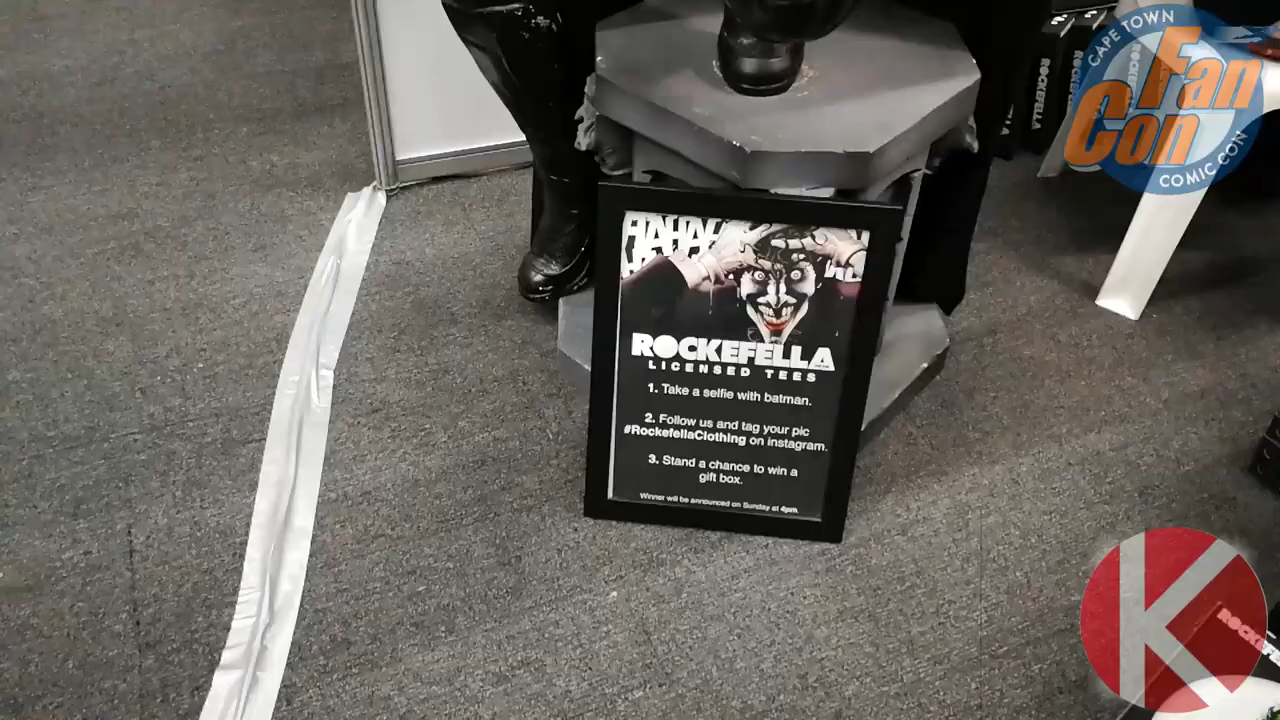 CAPE TOWN
Fan
Con
COMIC CON
ROCKEFELLA
ROCKEFELLA
HAHAH
ROCKEFELLA
LICENSED TEES
1. Take a selfie with batman.
2. Follow us and tag your pic
#RockefellaClothing on instagram.
3. Stand a chance to win a
gift box.
Winner will be announced on Sunday at 4pm.
K